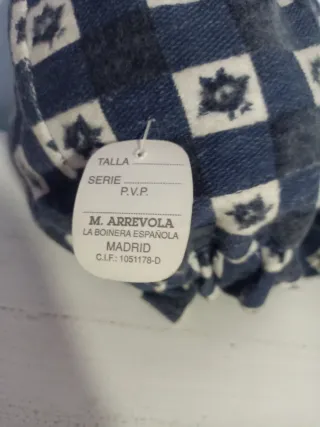 TALLA
SERIE
P.V.P.
M. ARREVOLA
LA BOINERA ESPAÑOLA
MADRID
C.I.F.: 1051178-D